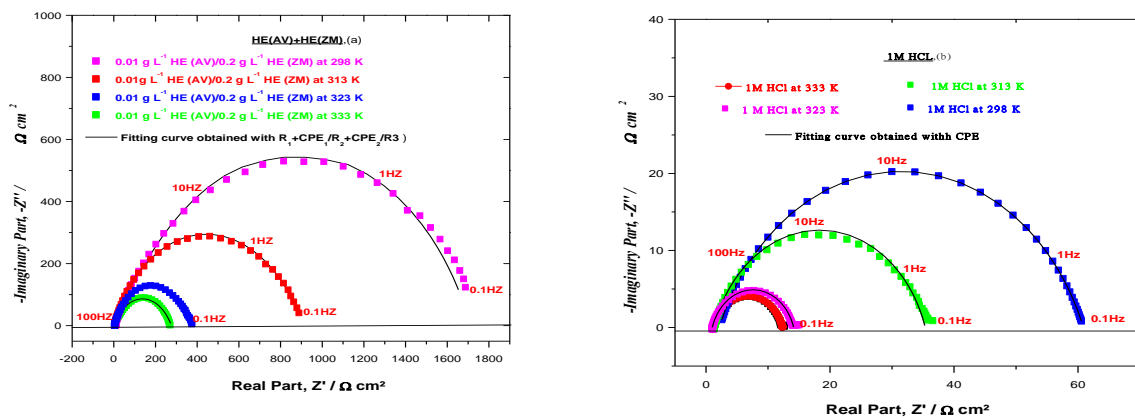 HE(AV)+HE(ZM),(a)
0.01 g L⁻¹ HE (AV)/0.2 g L⁻¹ HE (ZM) at 298 K
0.01g L⁻¹ HE (AV)/0.2 g L⁻¹ HE (ZM) at 313 K
0.01g L⁻¹ HE (AV)/0.2 g L⁻¹ HE (ZM) at 323 K
0.01g L⁻¹ HE (AV)/0.2 g L⁻¹ HE (ZM) at 333 K
Fitting curve obtained with R₁+CPE₁/R₂+CPE₂/R3 )
1000
800
600
400
200
0
-Imaginary Part, -Z'' / Ω cm²
10HZ
1HZ
0.1HZ
1HZ
0.1Hz
100HZ
0.1HZ
-200 0 200 400 600 800 1000 1200 1400 1600 1800
Real Part, Z' / Ω cm²
1M HCL,(b)
1M HCl at 333 K
1M HCl at 313 K
1 M HCl at 323 K
1M HCl at 298 K
Fitting curve obtained withh CPE
40
30
20
10
0
-Imaginary Part, -Z'' / Ω cm²
10Hz
10Hz
100Hz
1Hz
1Hz
0.1Hz
0.1Hz
0.1Hz
0 20 40 60
Real Part, Z' / Ω cm²